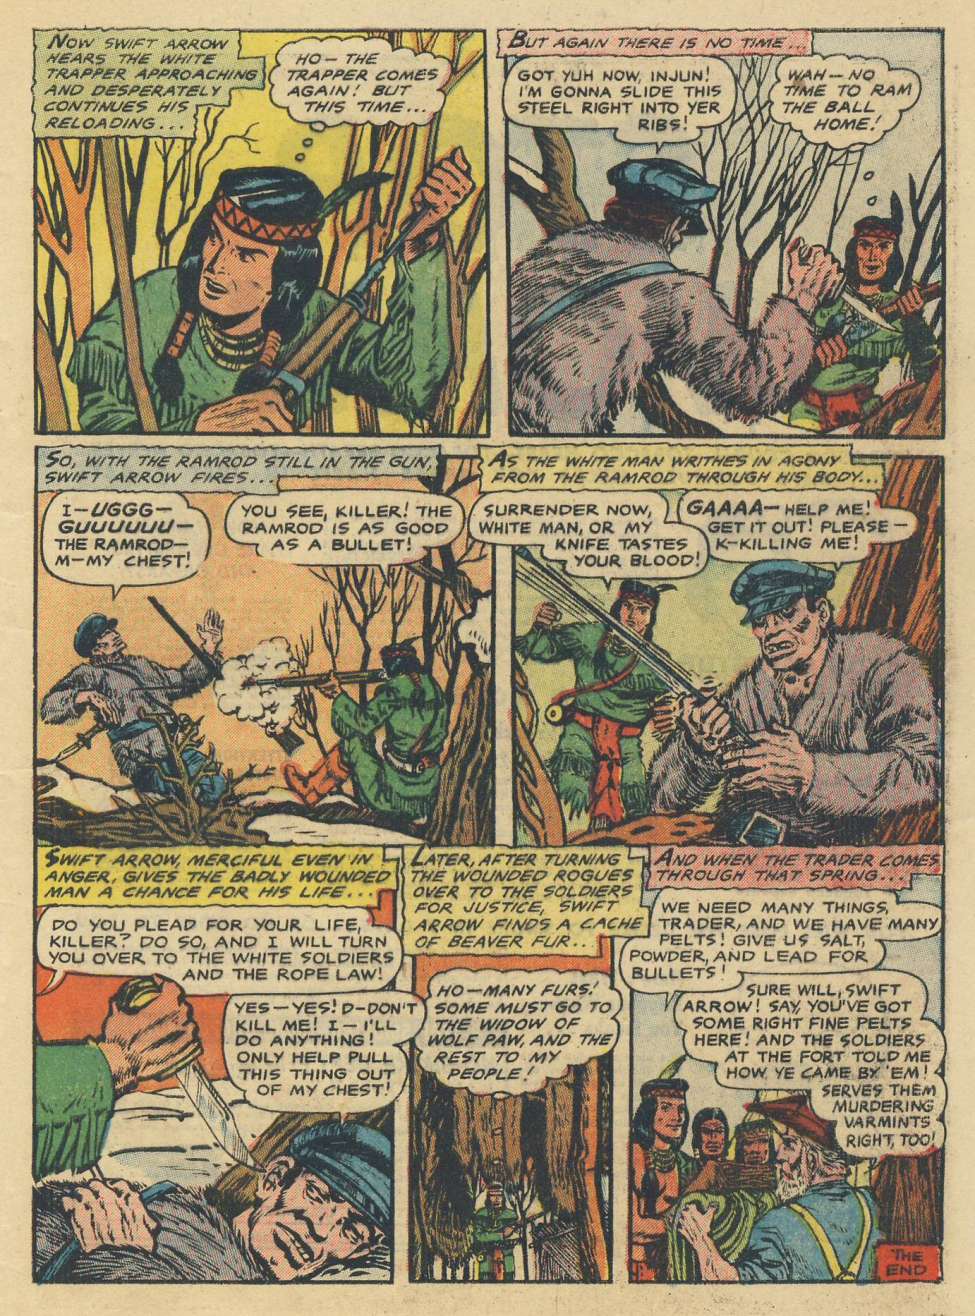 NOW SWIFT ARROW
HEARS THE WHITE
TRAPPER APPROACHING
AND DESPERATELY
CONTINUES HIS
RELOADING...
HO—THE
TRAPPER COMES
AGAIN! BUT
THIS TIME...
BUT AGAIN THERE IS NO TIME...
GOT YUH NOW, INJUN!
I'M GONNA SLIDE THIS
STEEL RIGHT INTO YER
RIBS!
WAH—NO
TIME TO RAM
THE BALL
HOME!
SO, WITH THE RAMROD STILL IN THE GUN,
SWIFT ARROW FIRES...
I—UGGG-
GUUUUUU—
THE RAMROD—
M—MY CHEST!
YOU SEE, KILLER! THE
RAMROD IS AS GOOD
AS A BULLET!
AS THE WHITE MAN WRITHES IN AGONY
FROM THE RAMROD THROUGH HIS BODY...
SURRENDER NOW,
WHITE MAN, OR MY
KNIFE TASTES
YOUR BLOOD!
GAAAA—HELP ME!
GET IT OUT! PLEASE—
K-KILLING ME!
SWIFT ARROW, MERCIFUL EVEN IN
ANGER, GIVES THE BADLY WOUNDED
MAN A CHANCE FOR HIS LIFE...
DO YOU PLEAD FOR YOUR LIFE,
KILLER? DO SO, AND I WILL TURN
YOU OVER TO THE WHITE SOLDIERS
AND THE ROPE LAW!
YES—YES! D-DON'T
KILL ME! I—I'LL
DO ANYTHING!
ONLY HELP PULL
THIS THING OUT
OF MY CHEST!
LATER, AFTER TURNING
THE WOUNDED ROGUES
OVER TO THE SOLDIERS
FOR JUSTICE, SWIFT
ARROW FINDS A CACHE
OF BEAVER FUR...
HO—MANY FURS!
SOME MUST GO TO
THE WIDOW OF
WOLF PAW, AND THE
REST TO MY
PEOPLE!
AND WHEN THE TRADER COMES
THROUGH THAT SPRING...
WE NEED MANY THINGS,
TRADER, AND WE HAVE MANY
PELTS! GIVE US SALT,
POWDER, AND LEAD FOR
BULLETS!
SURE WILL, SWIFT
ARROW! SAY, YOU'VE GOT
SOME RIGHT FINE PELTS
HERE! AND THE SOLDIERS
AT THE FORT TOLD ME
HOW YE CAME BY 'EM!
SERVES THEM
MURDERING
VARMINTS
RIGHT, TOO!
THE
END